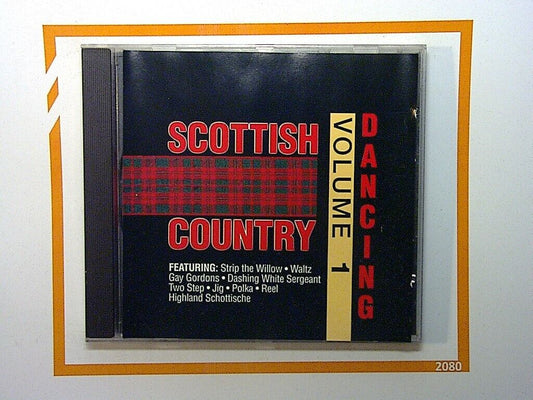 SCOTTISH
COUNTRY
DANCING
VOLUME 1
FEATURING: Strip the Willow • Waltz
Gay Gordons • Dashing White Sergeant
Two Step • Jig • Polka • Reel
Highland Schottische
2080